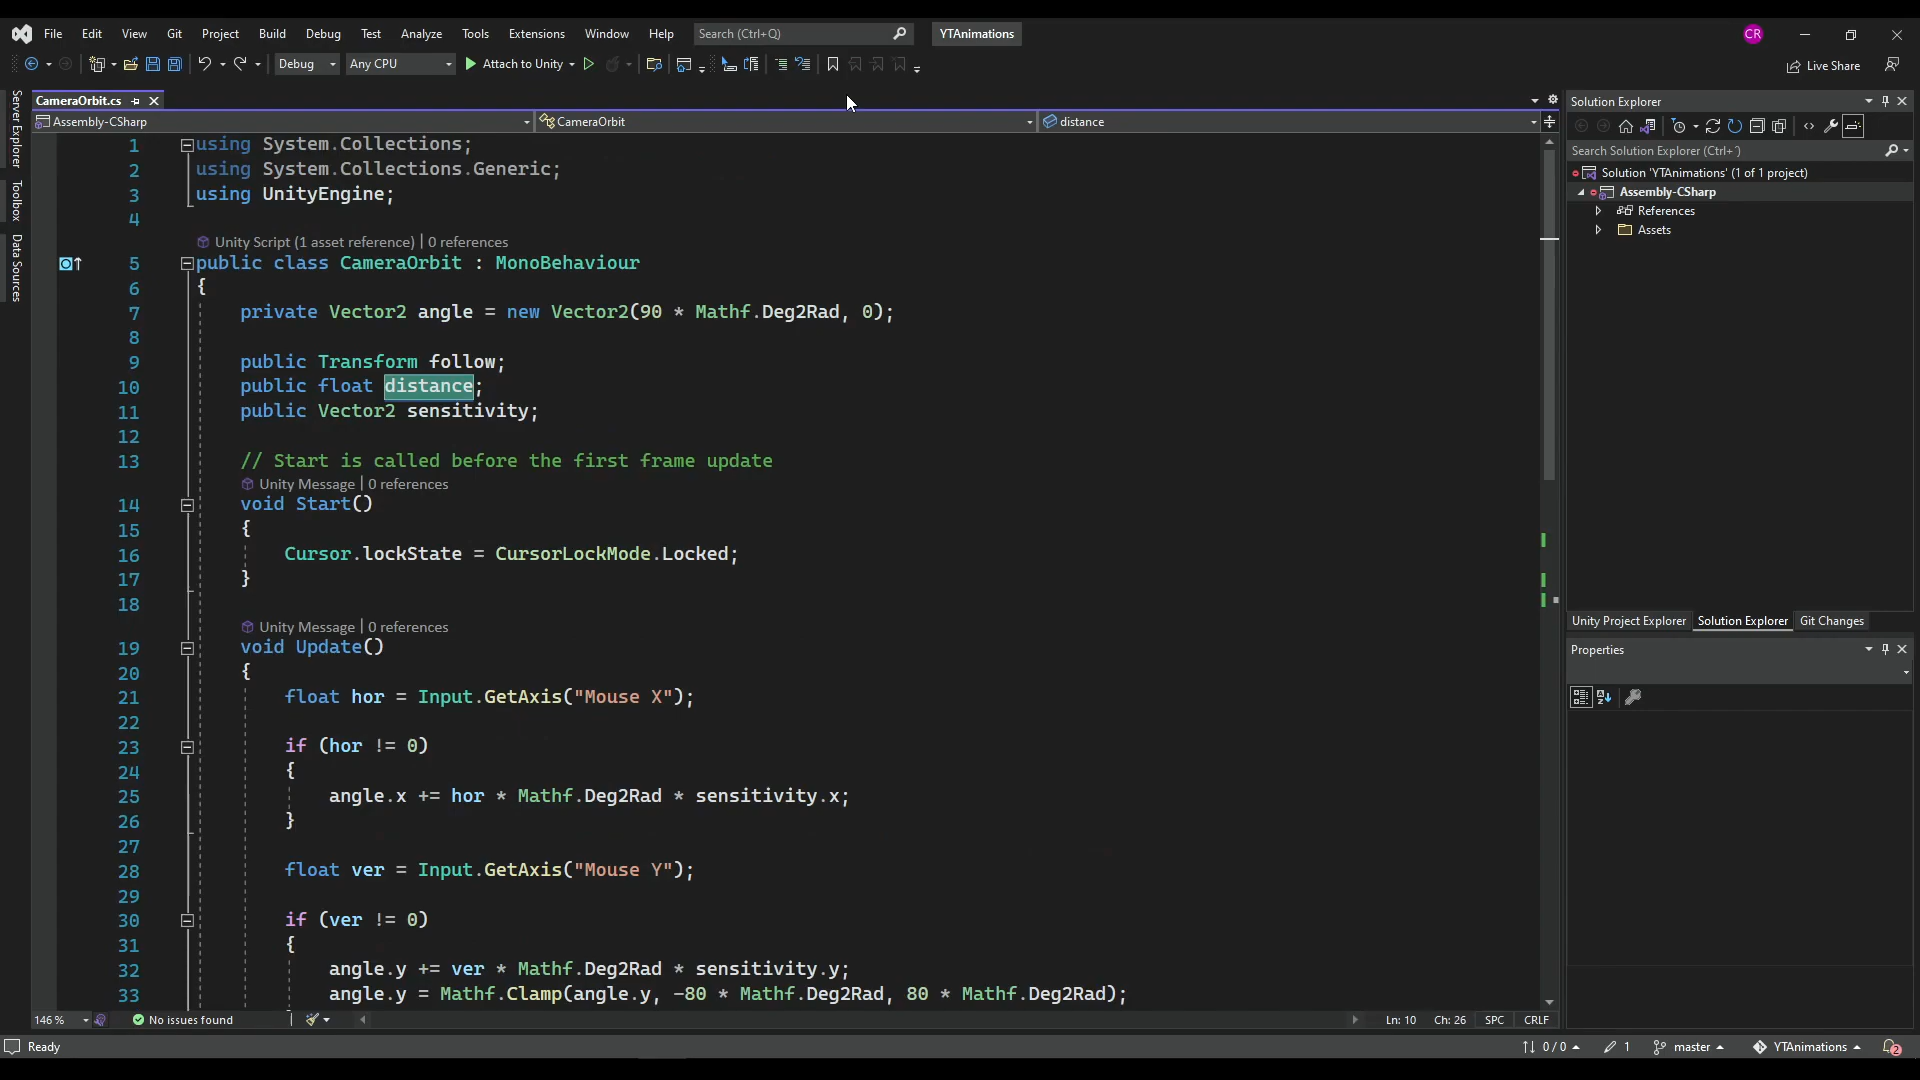 File Edit View Git Project Build Debug Test Analyze Tools Extensions Window Help Search (Ctrl+Q) YTAnimations CR
Debug Any CPU Attach to Unity Live Share
CameraOrbit.cs
Assembly-CSharp CameraOrbit distance
Server Explorer
Toolbox
Data Sources
1 using System.Collections;
2 using System.Collections.Generic;
3 using UnityEngine;
4
Unity Script (1 asset reference) | 0 references
5 public class CameraOrbit : MonoBehaviour
6 {
7 private Vector2 angle = new Vector2(90 * Mathf.Deg2Rad, 0);
8
9 public Transform follow;
10 public float distance;
11 public Vector2 sensitivity;
12
13 // Start is called before the first frame update
Unity Message | 0 references
14 void Start()
15 {
16 Cursor.lockState = CursorLockMode.Locked;
17 }
18
Unity Message | 0 references
19 void Update()
20 {
21 float hor = Input.GetAxis("Mouse X");
22
23 if (hor != 0)
24 {
25 angle.x += hor * Mathf.Deg2Rad * sensitivity.x;
26 }
27
28 float ver = Input.GetAxis("Mouse Y");
29
30 if (ver != 0)
31 {
32 angle.y += ver * Mathf.Deg2Rad * sensitivity.y;
33 angle.y = Mathf.Clamp(angle.y, -80 * Mathf.Deg2Rad, 80 * Mathf.Deg2Rad);
146 % No issues found Ln: 10 Ch: 26 SPC CRLF
Solution Explorer
Search Solution Explorer (Ctrl+´)
Solution 'YTAnimations' (1 of 1 project)
Assembly-CSharp
References
Assets
Unity Project Explorer Solution Explorer Git Changes
Properties
Ready 0 / 0 1 master YTAnimations 2